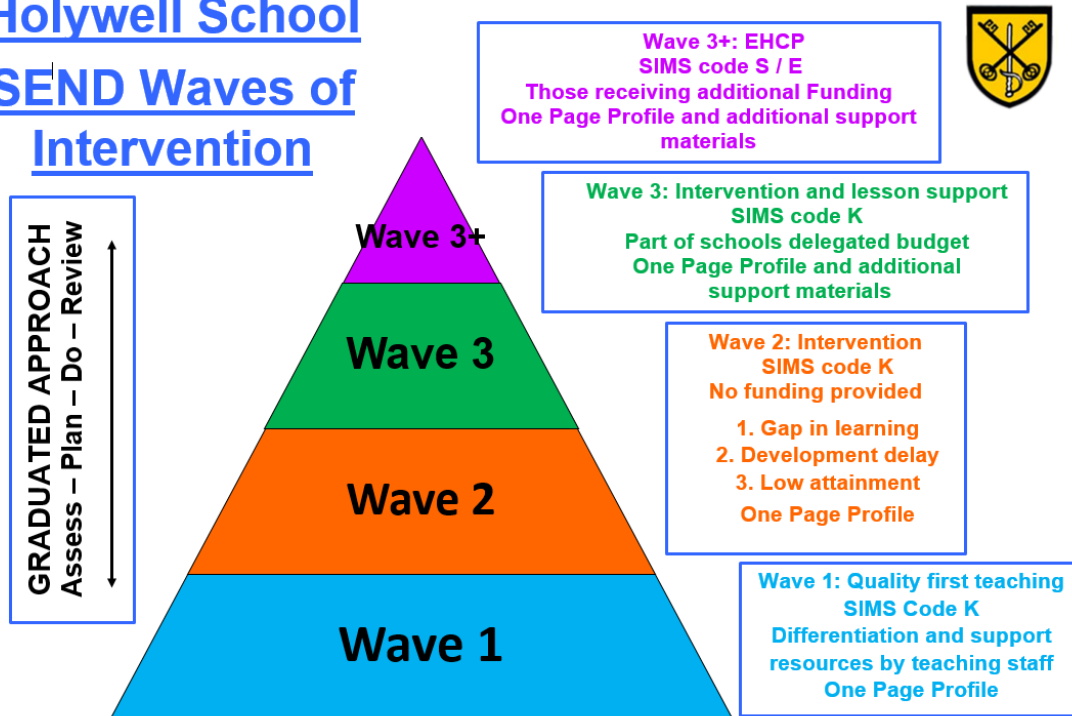 Holywell School
SEND Waves of
Intervention
GRADUATED APPROACH
Assess – Plan – Do – Review
Wave 3+
Wave 3
Wave 2
Wave 1
Wave 3+: EHCP
SIMS code S / E
Those receiving additional Funding
One Page Profile and additional support
materials
Wave 3: Intervention and lesson support
SIMS code K
Part of schools delegated budget
One Page Profile and additional
support materials
Wave 2: Intervention
SIMS code K
No funding provided
1. Gap in learning
2. Development delay
3. Low attainment
One Page Profile
Wave 1: Quality first teaching
SIMS Code K
Differentiation and support
resources by teaching staff
One Page Profile